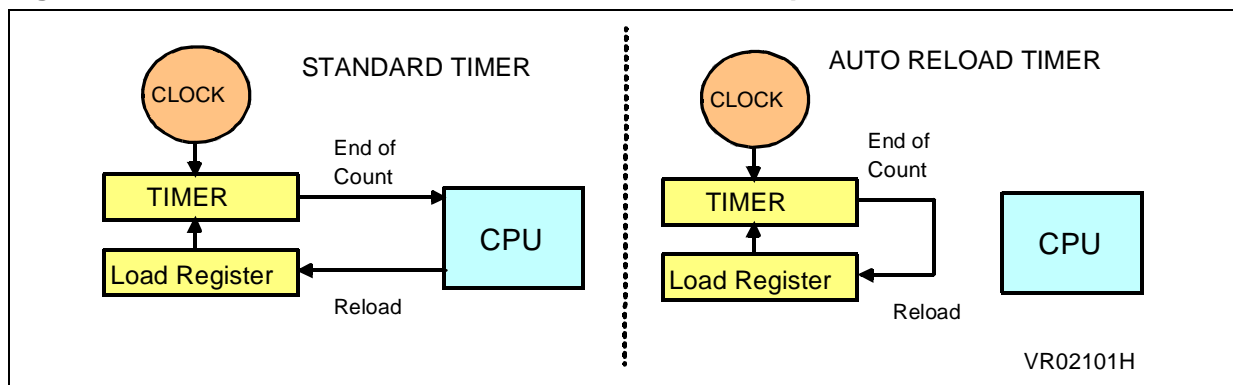 STANDARD TIMER
CLOCK
End of
Count
TIMER
CPU
Load Register
Reload
AUTO RELOAD TIMER
CLOCK
End of
Count
TIMER
CPU
Load Register
Reload
VR02101H